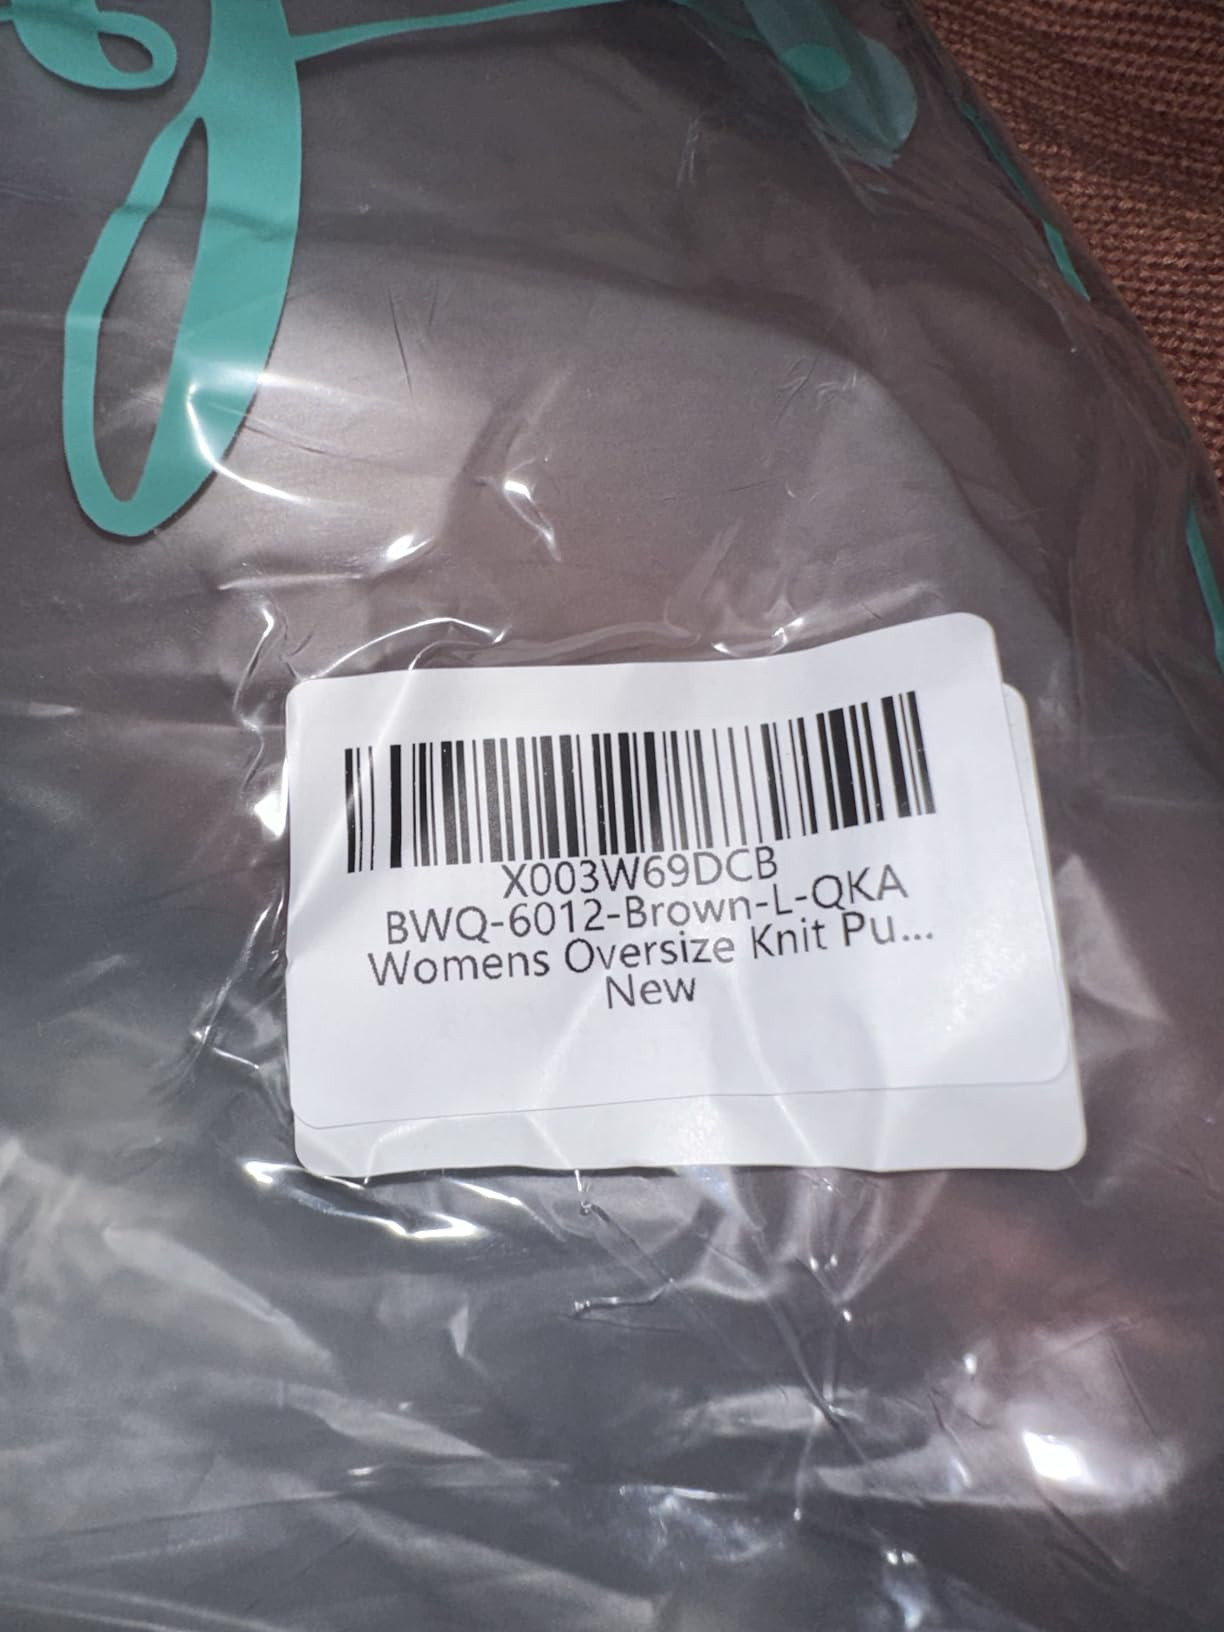 X003W69DCB
BWQ-6012-Brown-L-QKA
Womens Oversize Knit Pu...
New